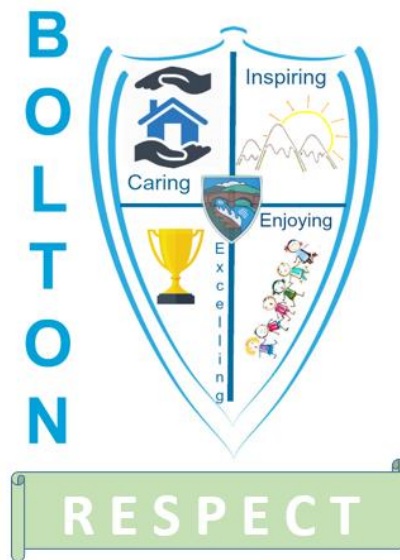 BOLTON
Inspiring
Caring
Enjoying
Excelling
RESPECT